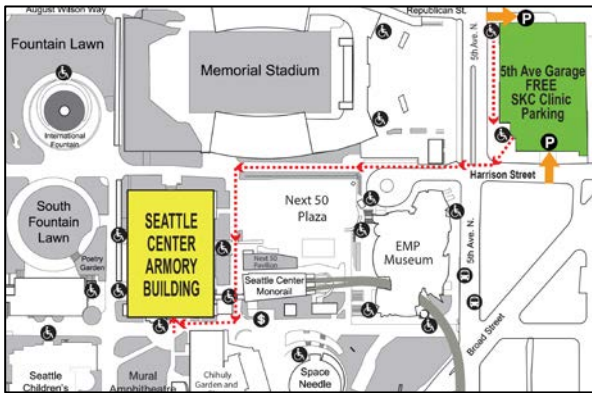 August Wilson Way
Republican St.
5th Ave. N.
P
Fountain Lawn
Memorial Stadium
5th Ave Garage
FREE
SKC Clinic
Parking
International
Fountain
P
Harrison Street
South
Fountain
Lawn
Poetry
Garden
SEATTLE
CENTER
ARMORY
BUILDING
Next 50
Plaza
Next 50
Pavilion
Seattle Center
Monorail
EMP
Museum
5th Ave. N.
Broad Street
$
Seattle
Children's
Mural
Amphitheatre
Chihuly
Garden and
Space
Needle